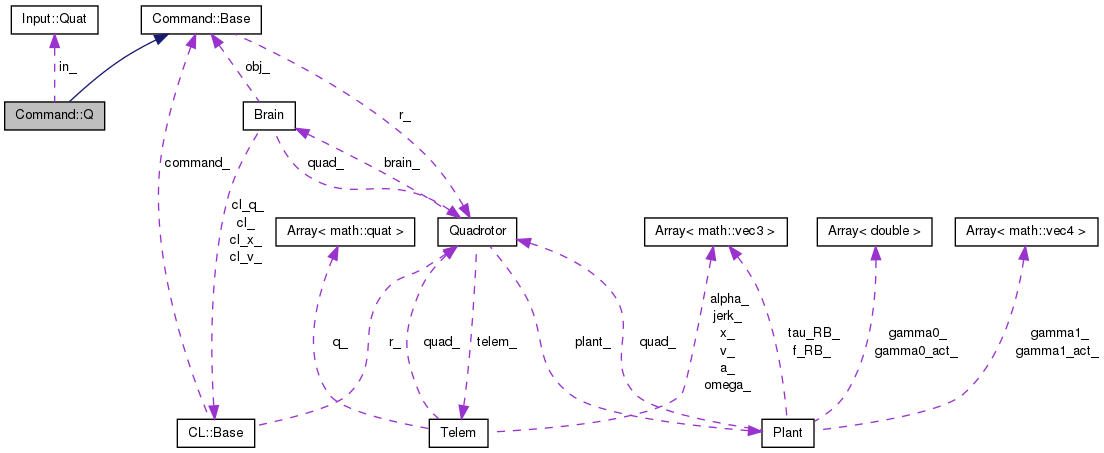 Input::Quat
Command::Base
in_
obj_
Command::Q
Brain
r_
command_
quad_
brain_
cl_q_
cl_
cl_x_
cl_v_
Array< math::quat >
Quadrotor
Array< math::vec3 >
Array< double >
Array< math::vec4 >
q_
r_
quad_
telem_
plant_
quad_
alpha_
jerk_
x_
v_
a_
omega_
tau_RB_
f_RB_
gamma0_
gamma0_act_
gamma1_
gamma1_act_
CL::Base
Telem
Plant